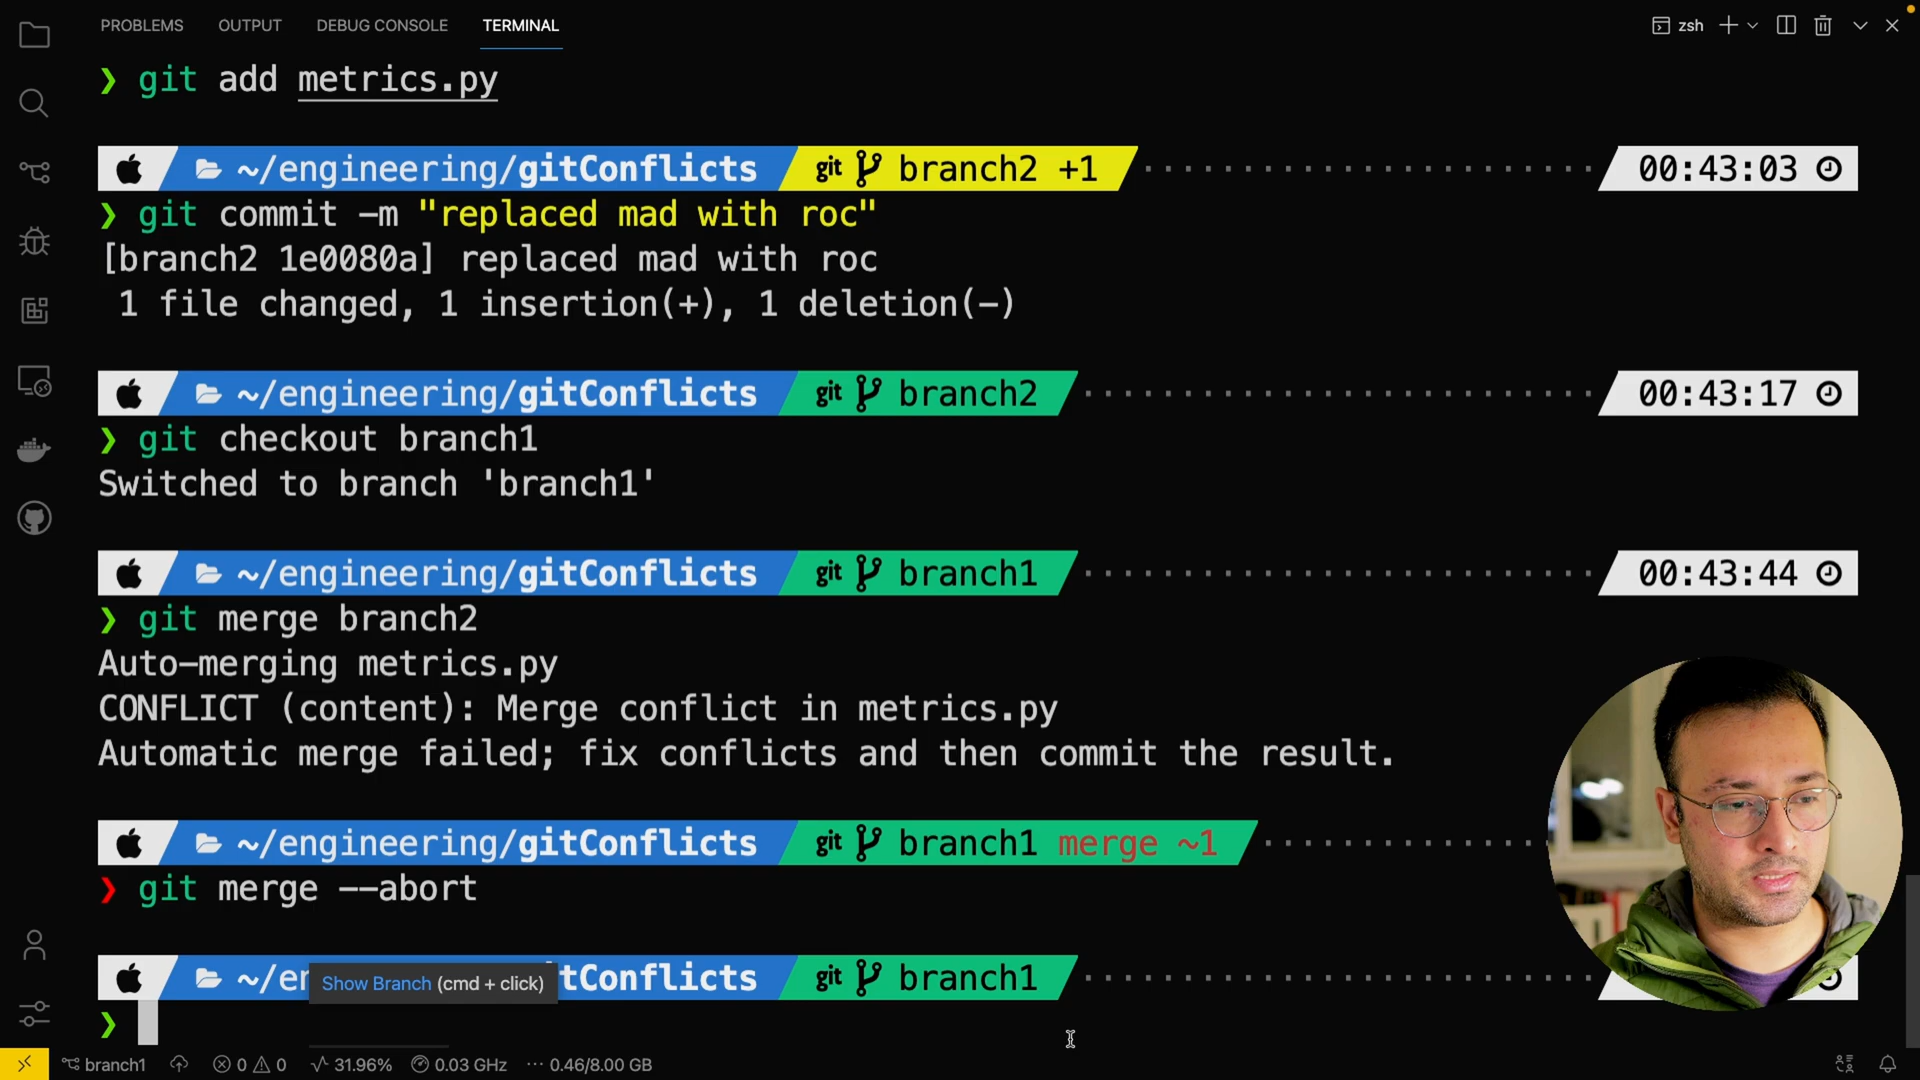 PROBLEMS OUTPUT DEBUG CONSOLE TERMINAL zsh
❯ git add metrics.py
~/engineering/gitConflicts git branch2 +1 00:43:03
❯ git commit -m "replaced mad with roc"
[branch2 1e0080a] replaced mad with roc
1 file changed, 1 insertion(+), 1 deletion(-)
~/engineering/gitConflicts git branch2 00:43:17
❯ git checkout branch1
Switched to branch 'branch1'
~/engineering/gitConflicts git branch1 00:43:44
❯ git merge branch2
Auto-merging metrics.py
CONFLICT (content): Merge conflict in metrics.py
Automatic merge failed; fix conflicts and then commit the result.
~/engineering/gitConflicts git branch1 merge ~1
❯ git merge --abort
~/en Show Branch (cmd + click) tConflicts git branch1
❯
branch1 0 0 31.96% 0.03 GHz 0.46/8.00 GB